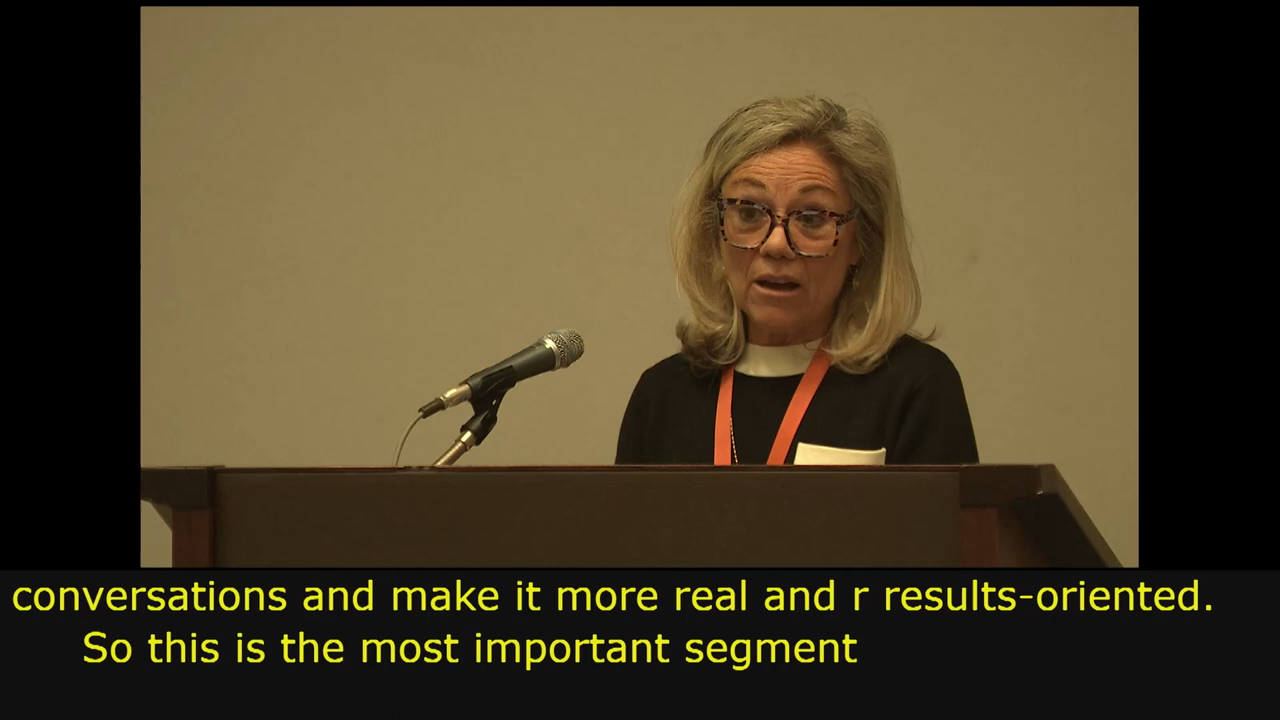 conversations and make it more real and r results-oriented.
So this is the most important segment